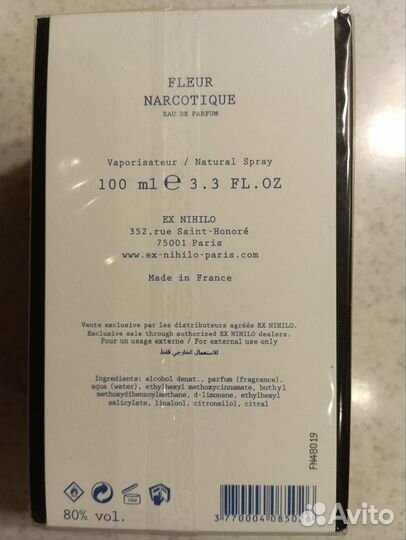 FLEUR
NARCOTIQUE
EAU DE PARFUM
Vaporisateur / Natural Spray
100 ml ℮ 3.3 FL.OZ
EX NIHILO
352,rue Saint-Honoré
75001 Paris
www.ex-nihilo-paris.com
Made in France
Vente exclusive par les distributeurs agréés EX NIHILO.
Exclusive sale through authorized EX NIHILO dealers.
Pour un usage externe / For external use only
للاستعمال الخارجي فقط
Ingredients: alcohol denat., parfum (fragrance),
aqua (water), ethylhexyl methoxycinnamate, buthyl
methoxydibenzoylmethane, d-limonene, ethylhexyl
salicylate, linalool, citronellol, citral
FN48019
80% vol.
3 770004 085
Avito